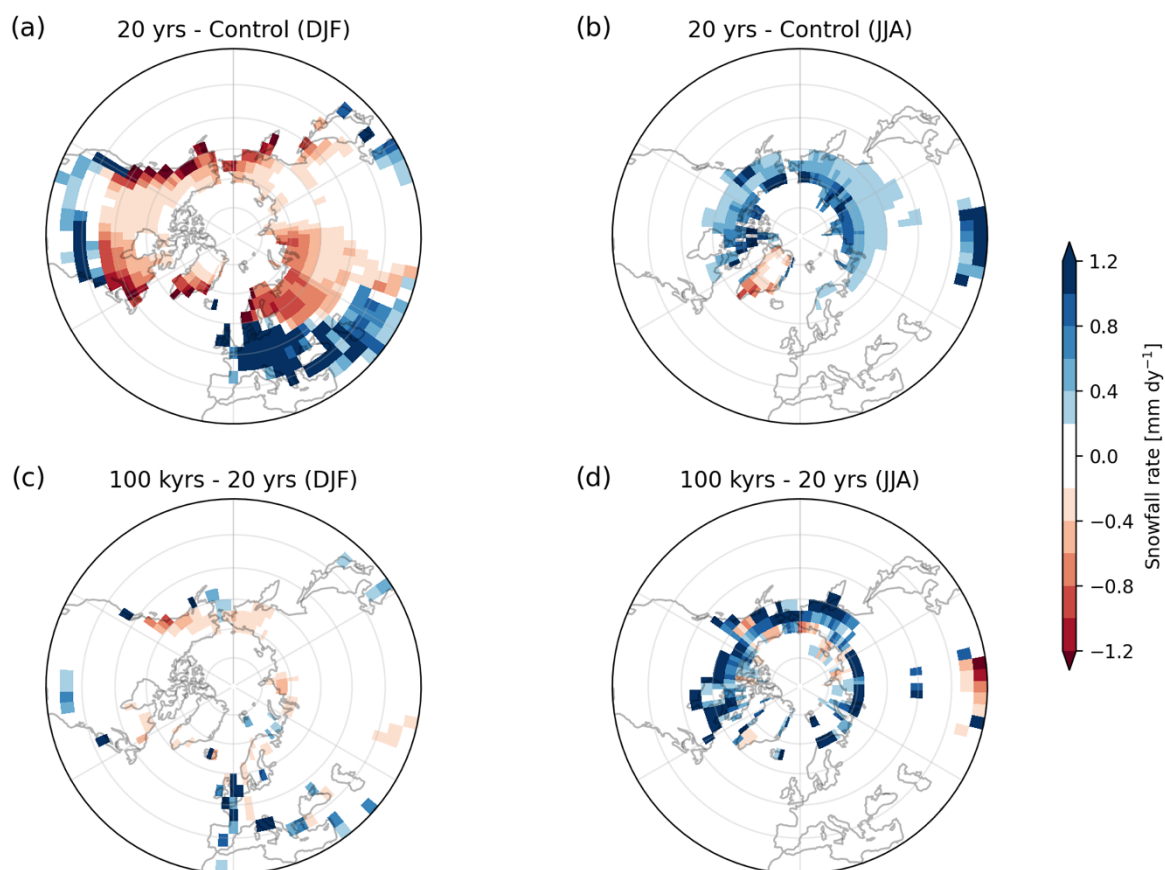 (a)
20 yrs - Control (DJF)
(b)
20 yrs - Control (JJA)
(c)
100 kyrs - 20 yrs (DJF)
(d)
100 kyrs - 20 yrs (JJA)
1.2
0.8
0.4
0.0
−0.4
−0.8
−1.2
Snowfall rate [mm dy⁻¹]